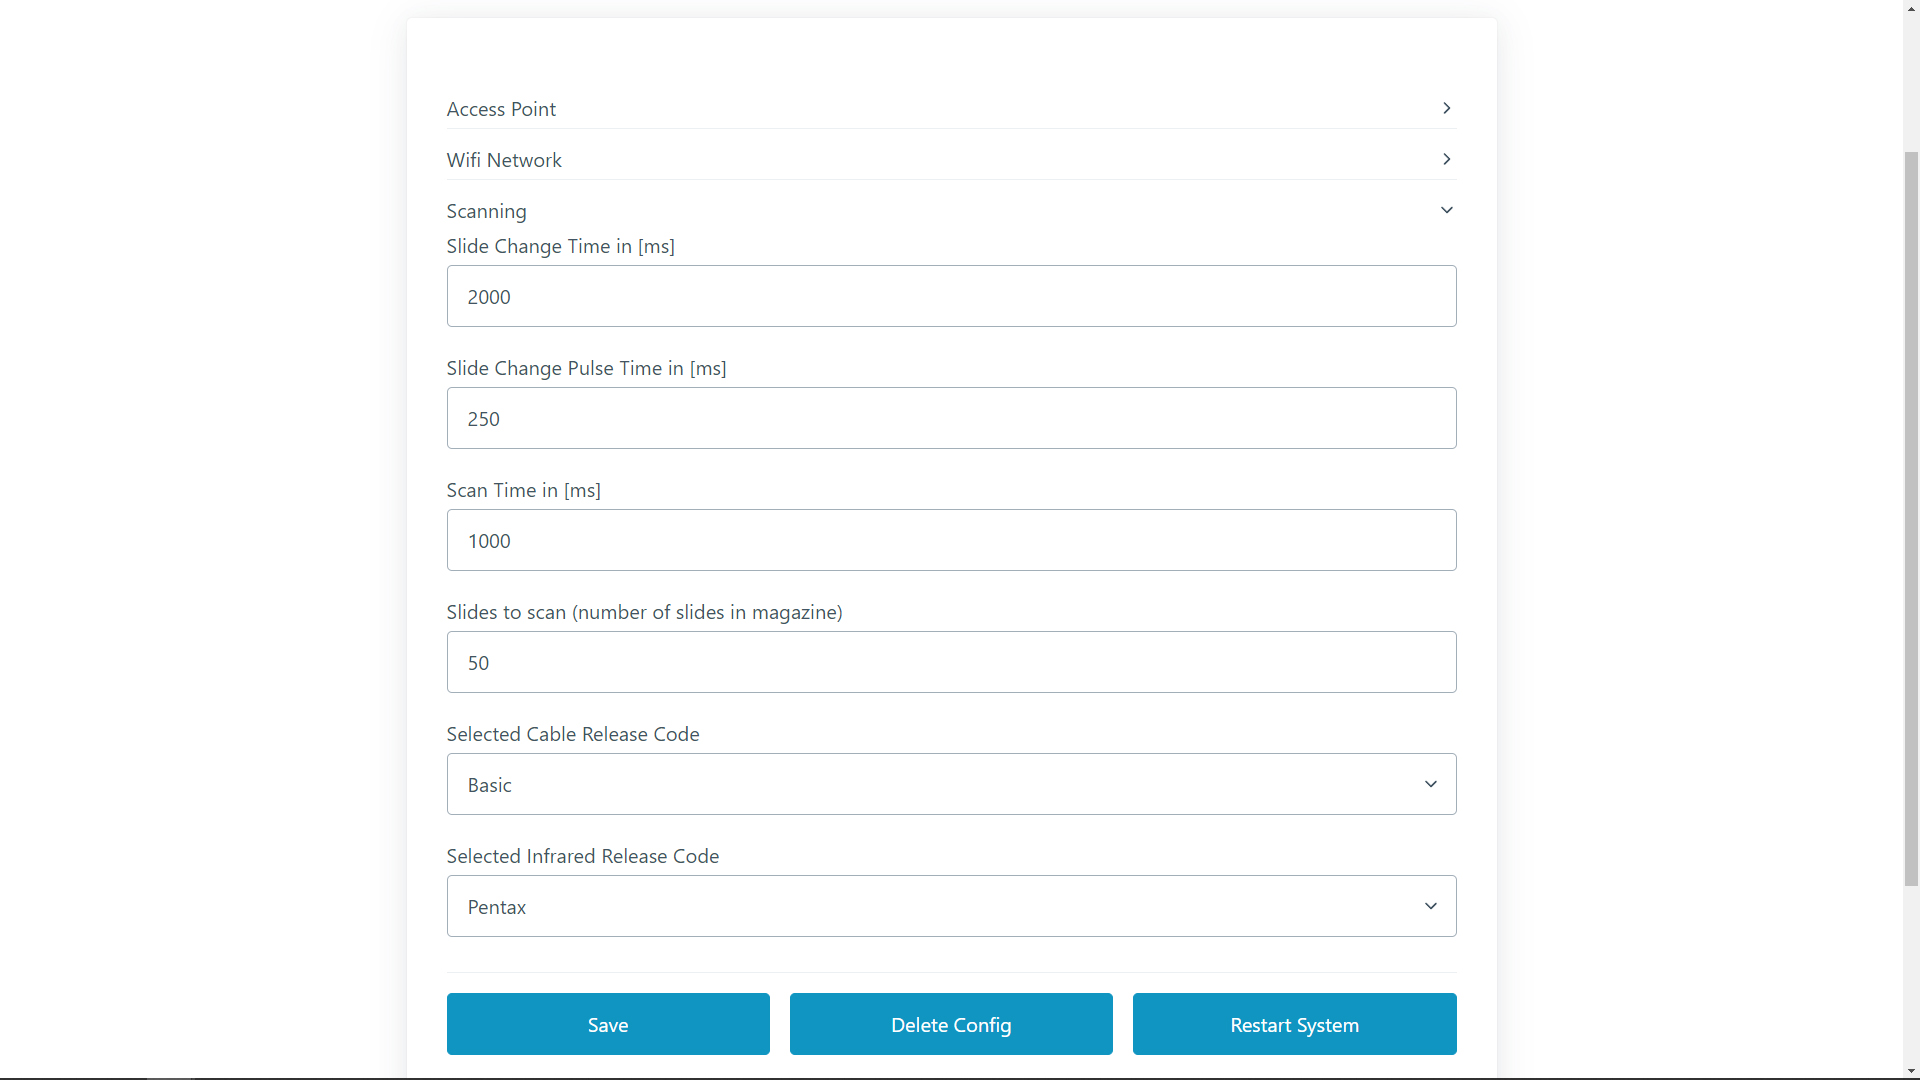 Access Point
Wifi Network
Scanning
Slide Change Time in [ms]
2000
Slide Change Pulse Time in [ms]
250
Scan Time in [ms]
1000
Slides to scan (number of slides in magazine)
50
Selected Cable Release Code
Basic
Selected Infrared Release Code
Pentax
Save
Delete Config
Restart System